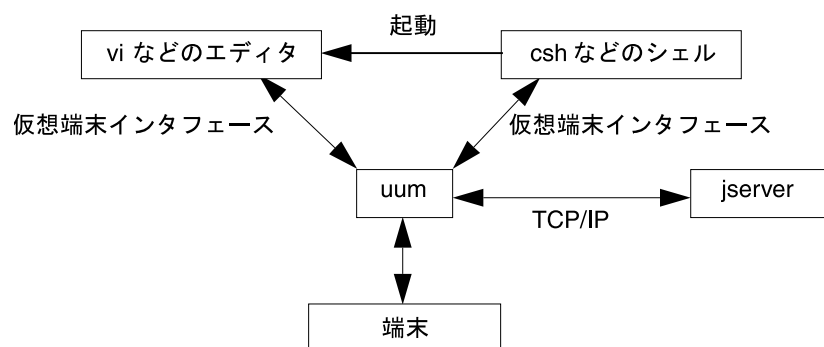 起動
vi などのエディタ
csh などのシェル
仮想端末インタフェース
仮想端末インタフェース
uum
jserver
TCP/IP
端末